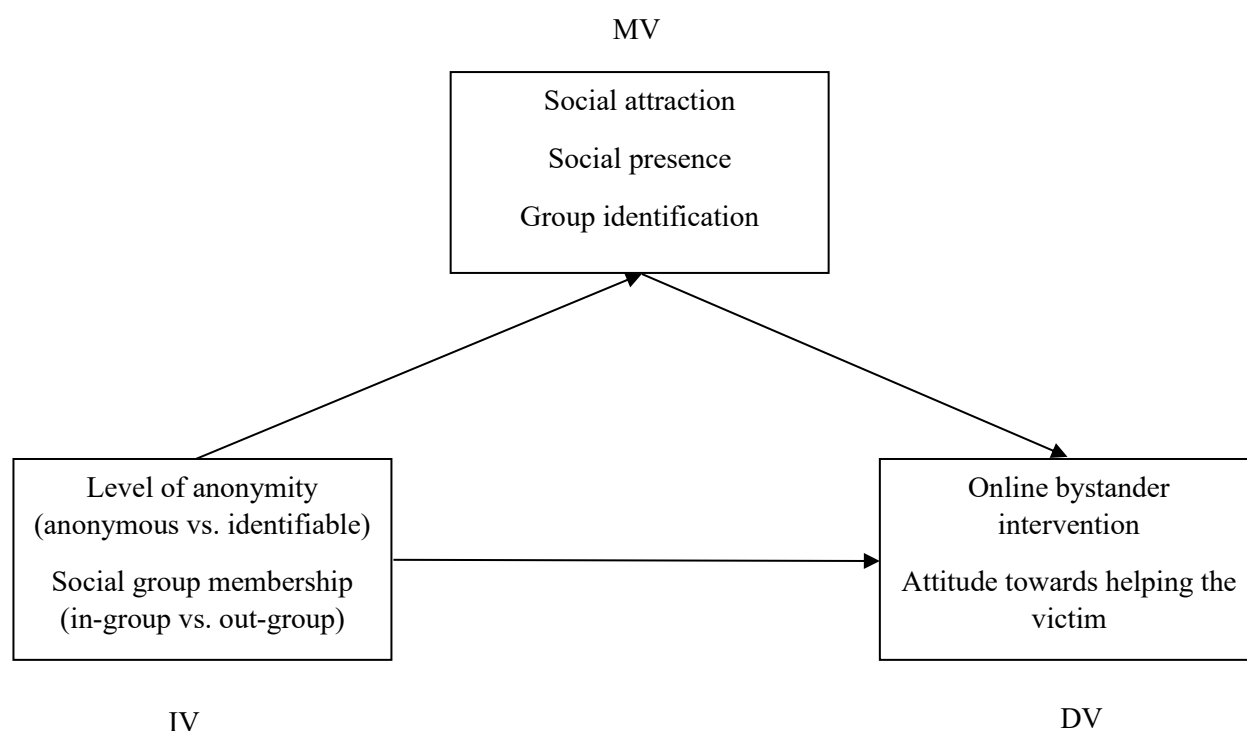 MV
Social attraction
Social presence
Group identification
Level of anonymity
(anonymous vs. identifiable)
Social group membership
(in-group vs. out-group)
Online bystander
intervention
Attitude towards helping the
victim
IV
DV